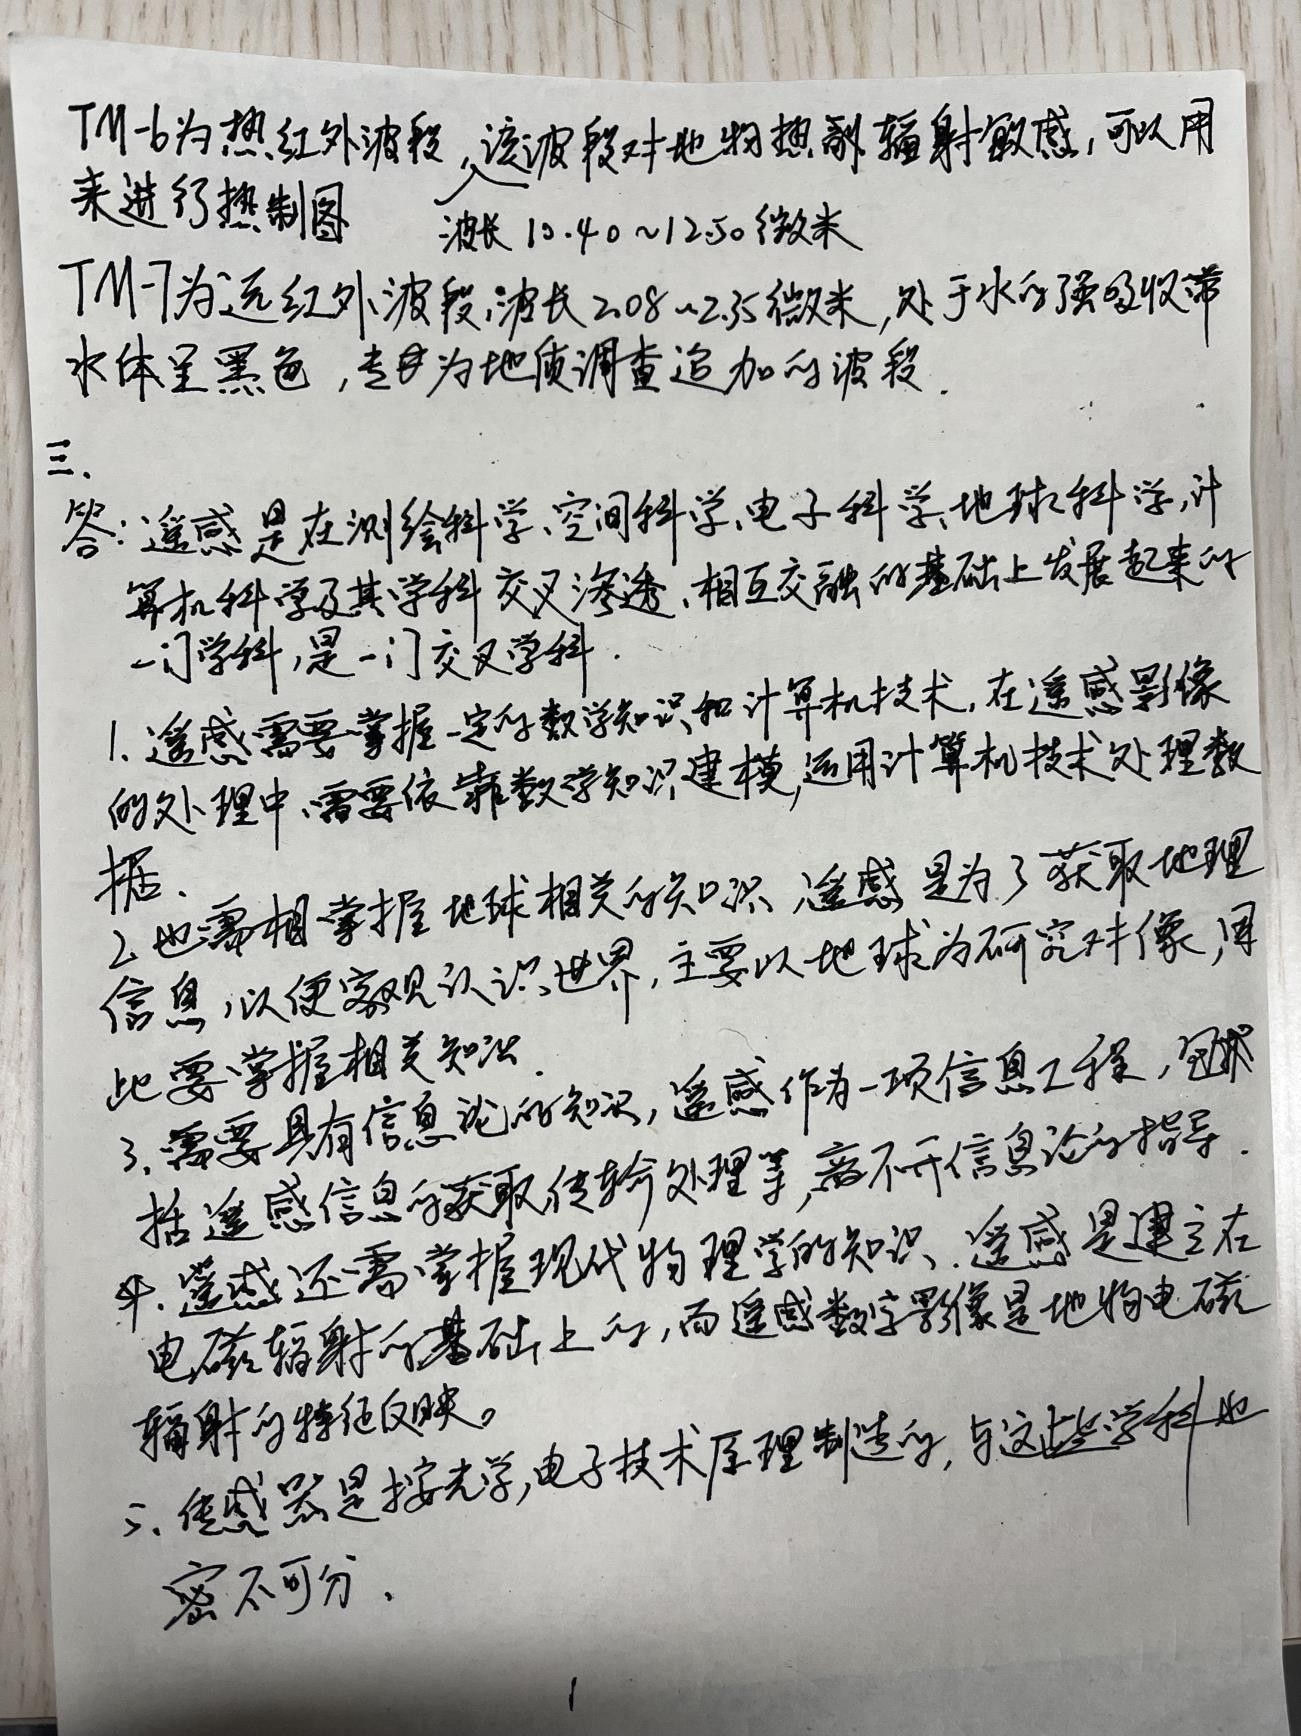 TM-6为热红外波段,该波段对地物热辐射敏感,可以用
来进行热制图
波长 10.40~12.50 微米
TM-7为远红外波段,波长2.08~2.35微米,处于水的强吸收带
水体呈黑色,专为地质调查追加的波段.
三、
答:遥感是在测绘科学、空间科学、电子科学、地球科学,计
算机科学及其学科交叉渗透、相互交融的基础上发展起来的
一门学科,是一门交叉学科.
1.遥感需要掌握一定的数学知识和计算机技术,在遥感影像
的处理中、需要依靠数学知识建模,运用计算机技术处理数
据.
2.也需相掌握地球相关的知识,遥感是为了获取地理
信息,以便客观认识世界,主要以地球为研究对像,因
此要掌握相关知识.
3.需要具有信息论的知识,遥感作为一项信息工程,包
括遥感信息的获取,传输,处理等,离不开信息论的指导.
4.遥感还需掌握现代物理学的知识.遥感是建立在
电磁辐射的基础上的,而遥感数字影像是地物电磁
辐射的特征反映。
5.传感器是按光学,电子技术原理制造的,与这些学科也
密不可分.
1